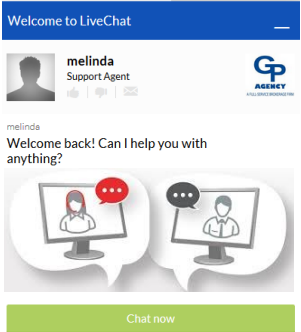 Welcome to LiveChat
melinda
Support Agent
GP
AGENCY
A FULL-SERVICE BROKERAGE FIRM
melinda
Welcome back! Can I help you with
anything?
Chat now